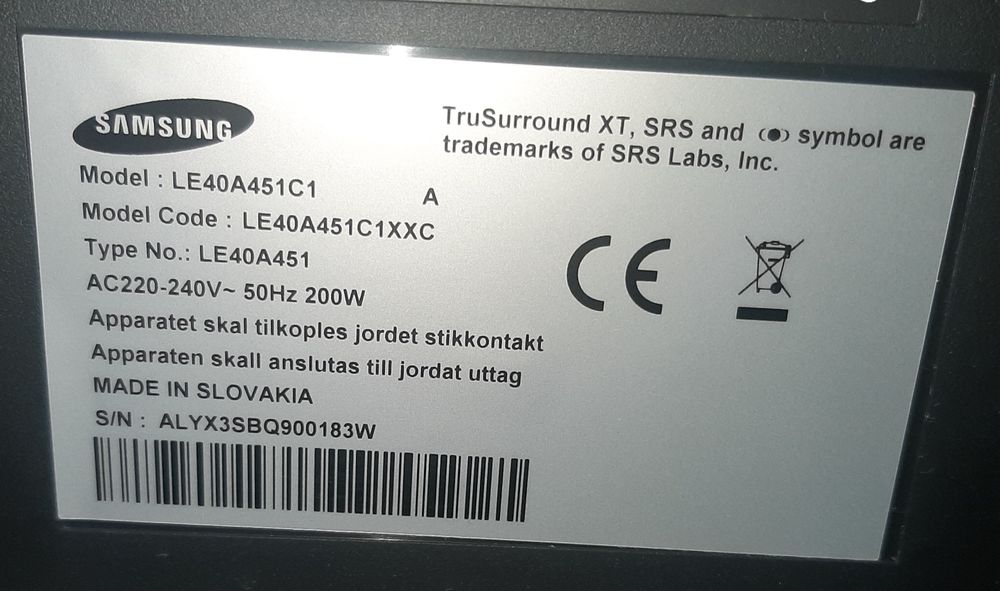 SAMSUNG
TruSurround XT, SRS and (●) symbol are
trademarks of SRS Labs, Inc.
Model : LE40A451C1 A
Model Code : LE40A451C1XXC
Type No.: LE40A451
AC220-240V~ 50Hz 200W
Apparatet skal tilkoples jordet stikkontakt
Apparaten skall anslutas till jordat uttag
MADE IN SLOVAKIA
S/N : ALYX3SBQ900183W
CE